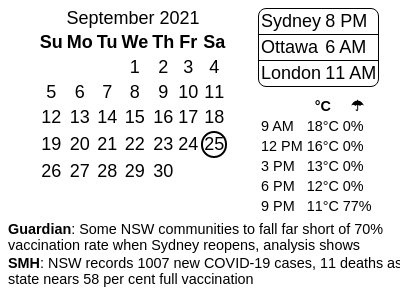 September 2021
Su Mo Tu We Th Fr Sa
1 2 3 4
5 6 7 8 9 10 11
12 13 14 15 16 17 18
19 20 21 22 23 24 25
26 27 28 29 30
Sydney 8 PM
Ottawa 6 AM
London 11 AM
°C ☂
9 AM 18°C 0%
12 PM 16°C 0%
3 PM 13°C 0%
6 PM 12°C 0%
9 PM 11°C 77%
Guardian: Some NSW communities to fall far short of 70%
vaccination rate when Sydney reopens, analysis shows
SMH: NSW records 1007 new COVID-19 cases, 11 deaths as
state nears 58 per cent full vaccination